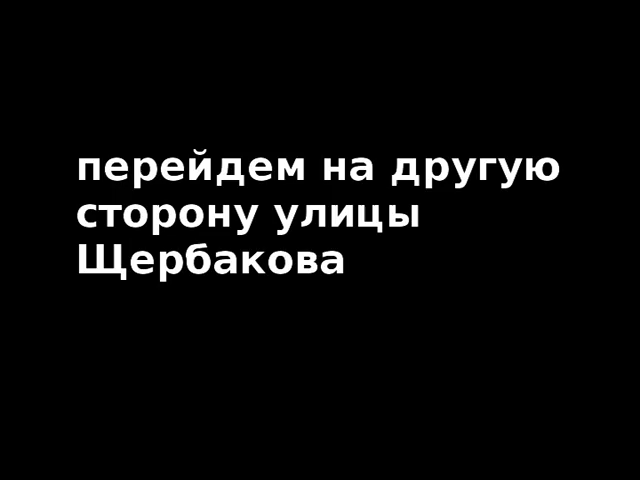 перейдем на другую
сторону улицы
Щербакова